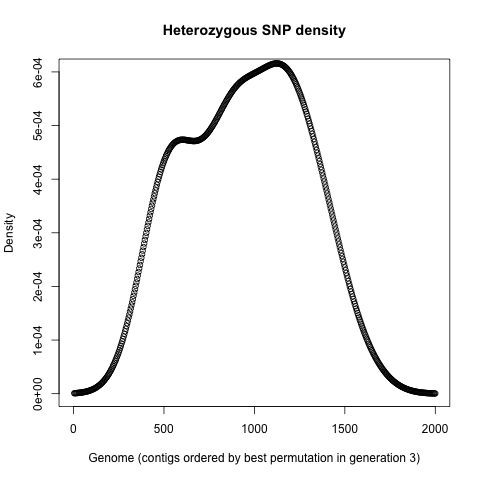 Heterozygous SNP density
Density
6e-04
5e-04
4e-04
3e-04
2e-04
1e-04
0e+00
0 500 1000 1500 2000
Genome (contigs ordered by best permutation in generation 3)